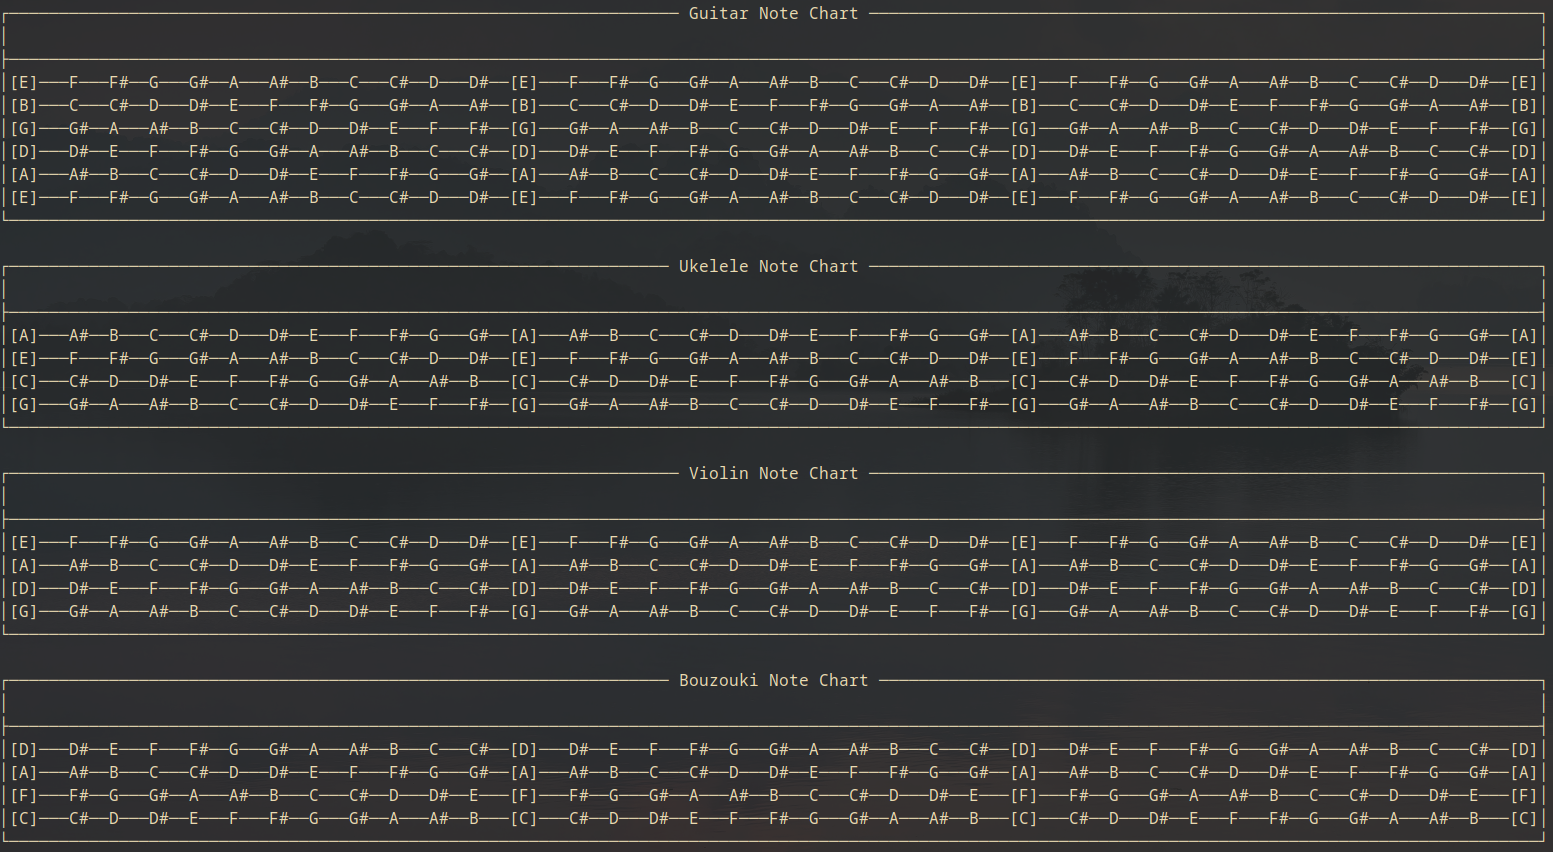 Guitar Note Chart
[E]───F───F#──G───G#──A───A#──B───C───C#──D───D#──[E]───F───F#──G───G#──A───A#──B───C───C#──D───D#──[E]───F───F#──G───G#──A───A#──B───C───C#──D───D#──[E]
[B]───C───C#──D───D#──E───F───F#──G───G#──A───A#──[B]───C───C#──D───D#──E───F───F#──G───G#──A───A#──[B]───C───C#──D───D#──E───F───F#──G───G#──A───A#──[B]
[G]───G#──A───A#──B───C───C#──D───D#──E───F───F#──[G]───G#──A───A#──B───C───C#──D───D#──E───F───F#──[G]───G#──A───A#──B───C───C#──D───D#──E───F───F#──[G]
[D]───D#──E───F───F#──G───G#──A───A#──B───C───C#──[D]───D#──E───F───F#──G───G#──A───A#──B───C───C#──[D]───D#──E───F───F#──G───G#──A───A#──B───C───C#──[D]
[A]───A#──B───C───C#──D───D#──E───F───F#──G───G#──[A]───A#──B───C───C#──D───D#──E───F───F#──G───G#──[A]───A#──B───C───C#──D───D#──E───F───F#──G───G#──[A]
[E]───F───F#──G───G#──A───A#──B───C───C#──D───D#──[E]───F───F#──G───G#──A───A#──B───C───C#──D───D#──[E]───F───F#──G───G#──A───A#──B───C───C#──D───D#──[E]
Ukelele Note Chart
[A]───A#──B───C───C#──D───D#──E───F───F#──G───G#──[A]───A#──B───C───C#──D───D#──E───F───F#──G───G#──[A]───A#──B───C───C#──D───D#──E───F───F#──G───G#──[A]
[E]───F───F#──G───G#──A───A#──B───C───C#──D───D#──[E]───F───F#──G───G#──A───A#──B───C───C#──D───D#──[E]───F───F#──G───G#──A───A#──B───C───C#──D───D#──[E]
[C]───C#──D───D#──E───F───F#──G───G#──A───A#──B───[C]───C#──D───D#──E───F───F#──G───G#──A───A#──B───[C]───C#──D───D#──E───F───F#──G───G#──A───A#──B───[C]
[G]───G#──A───A#──B───C───C#──D───D#──E───F───F#──[G]───G#──A───A#──B───C───C#──D───D#──E───F───F#──[G]───G#──A───A#──B───C───C#──D───D#──E───F───F#──[G]
Violin Note Chart
[E]───F───F#──G───G#──A───A#──B───C───C#──D───D#──[E]───F───F#──G───G#──A───A#──B───C───C#──D───D#──[E]───F───F#──G───G#──A───A#──B───C───C#──D───D#──[E]
[A]───A#──B───C───C#──D───D#──E───F───F#──G───G#──[A]───A#──B───C───C#──D───D#──E───F───F#──G───G#──[A]───A#──B───C───C#──D───D#──E───F───F#──G───G#──[A]
[D]───D#──E───F───F#──G───G#──A───A#──B───C───C#──[D]───D#──E───F───F#──G───G#──A───A#──B───C───C#──[D]───D#──E───F───F#──G───G#──A───A#──B───C───C#──[D]
[G]───G#──A───A#──B───C───C#──D───D#──E───F───F#──[G]───G#──A───A#──B───C───C#──D───D#──E───F───F#──[G]───G#──A───A#──B───C───C#──D───D#──E───F───F#──[G]
Bouzouki Note Chart
[D]───D#──E───F───F#──G───G#──A───A#──B───C───C#──[D]───D#──E───F───F#──G───G#──A───A#──B───C───C#──[D]───D#──E───F───F#──G───G#──A───A#──B───C───C#──[D]
[A]───A#──B───C───C#──D───D#──E───F───F#──G───G#──[A]───A#──B───C───C#──D───D#──E───F───F#──G───G#──[A]───A#──B───C───C#──D───D#──E───F───F#──G───G#──[A]
[F]───F#──G───G#──A───A#──B───C───C#──D───D#──E───[F]───F#──G───G#──A───A#──B───C───C#──D───D#──E───[F]───F#──G───G#──A───A#──B───C───C#──D───D#──E───[F]
[C]───C#──D───D#──E───F───F#──G───G#──A───A#──B───[C]───C#──D───D#──E───F───F#──G───G#──A───A#──B───[C]───C#──D───D#──E───F───F#──G───G#──A───A#──B───[C]